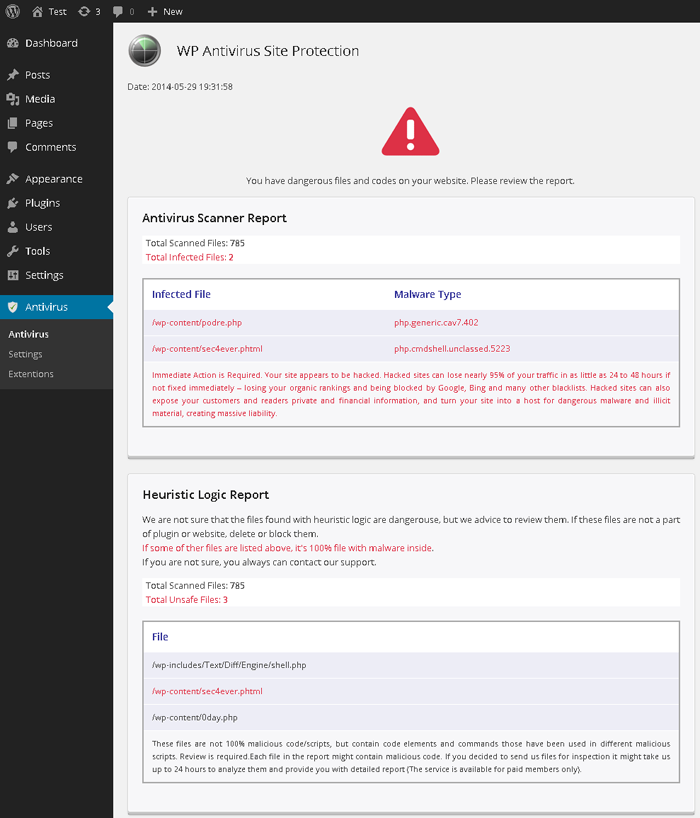 Test 3 0 New
Dashboard
Posts
Media
Pages
Comments
Appearance
Plugins
Users
Tools
Settings
Antivirus
Antivirus
Settings
Extentions
WP Antivirus Site Protection
Date: 2014-05-29 19:31:58
You have dangerous files and codes on your website. Please review the report.
Antivirus Scanner Report
Total Scanned Files: 785
Total Infected Files: 2
Infected File Malware Type
/wp-content/podre.php php.generic.cav7.402
/wp-content/sec4ever.phtml php.cmdshell.unclassed.5223
Immediate Action is Required. Your site appears to be hacked. Hacked sites can lose nearly 95% of your traffic in as little as 24 to 48 hours if
not fixed immediately – losing your organic rankings and being blocked by Google, Bing and many other blacklists. Hacked sites can also
expose your customers and readers private and financial information, and turn your site into a host for dangerous malware and illicit
material, creating massive liability.
Heuristic Logic Report
We are not sure that the files found with heuristic logic are dangerouse, but we advice to review them. If these files are not a part
of plugin or website, delete or block them.
If some of ther files are listed above, it's 100% file with malware inside.
If you are not sure, you always can contact our support.
Total Scanned Files: 785
Total Unsafe Files: 3
File
/wp-includes/Text/Diff/Engine/shell.php
/wp-content/sec4ever.phtml
/wp-content/0day.php
These files are not 100% malicious code/scripts, but contain code elements and commands those have been used in different malicious
scripts. Review is required.Each file in the report might contain malicious code. If you decided to send us files for inspection it might take us
up to 24 hours to analyze them and provide you with detailed report (The service is available for paid members only).